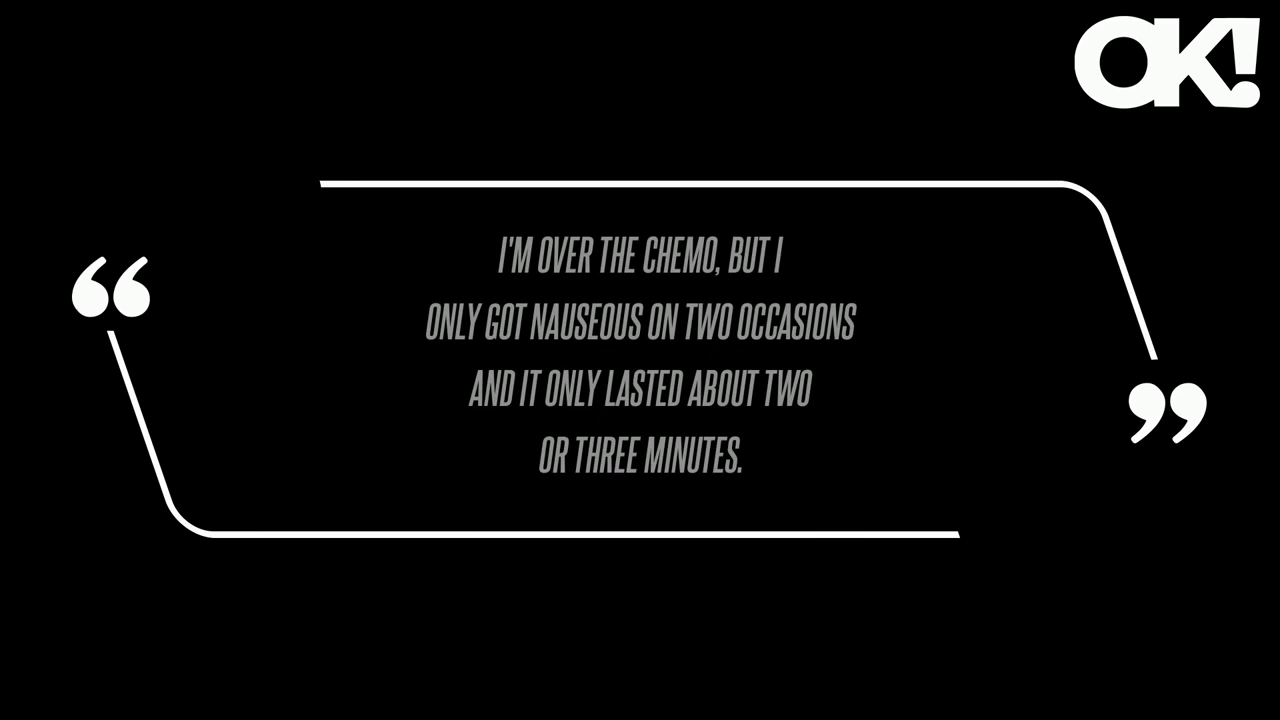 OK!
I'M OVER THE CHEMO, BUT I
ONLY GOT NAUSEOUS ON TWO OCCASIONS
AND IT ONLY LASTED ABOUT TWO
OR THREE MINUTES.